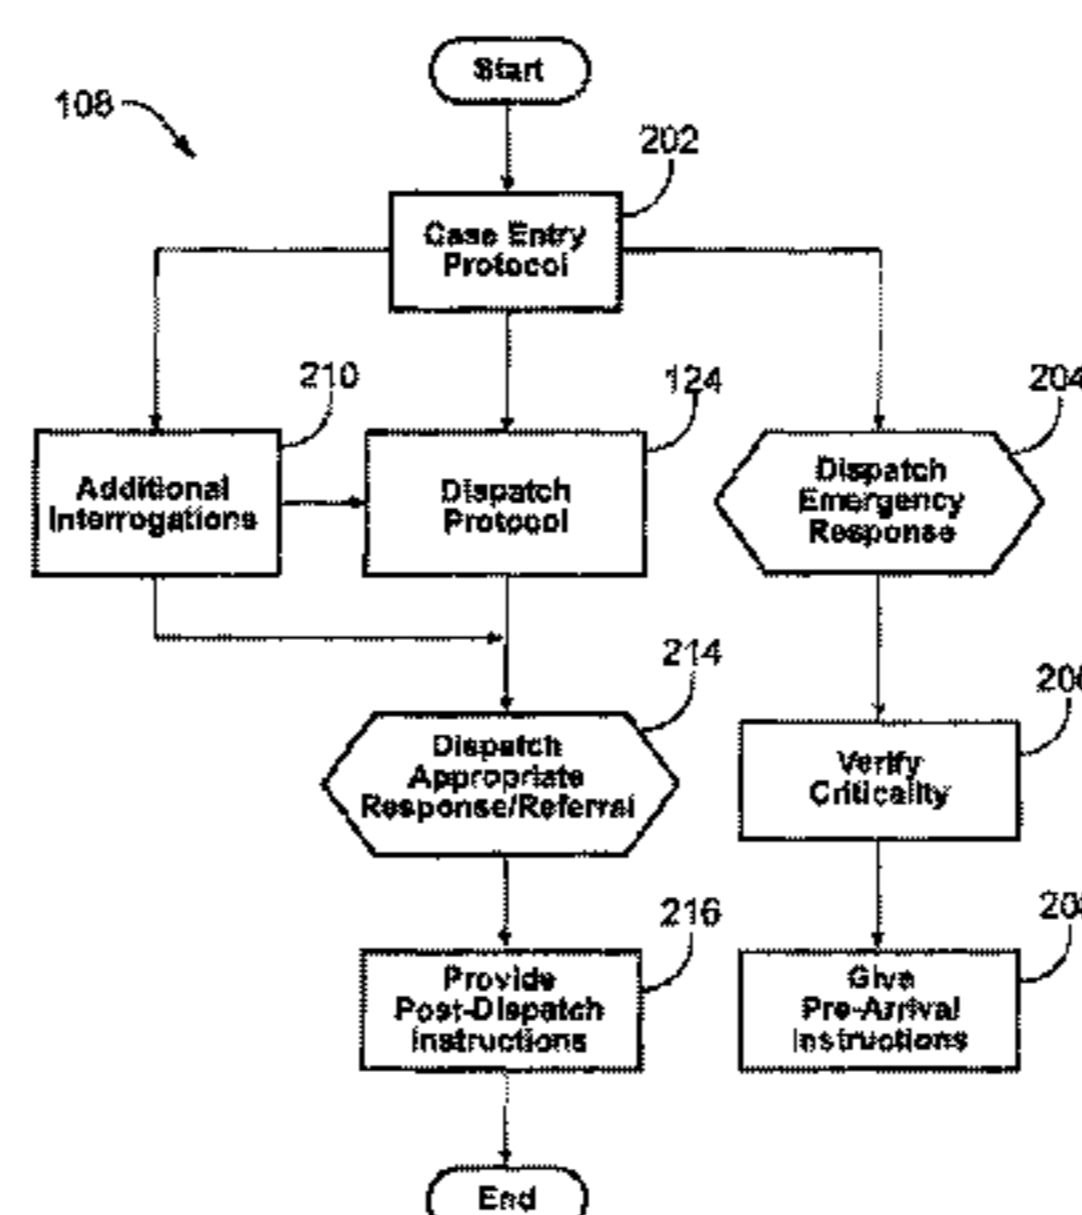 Start
108
202
Case Entry
Protocol
210
124
204
Additional
Interrogations
Dispatch
Protocol
Dispatch
Emergency
Response
214
Dispatch
Appropriate
Response/Referral
Verify
Criticality
216
Provide
Post-Dispatch
Instructions
Give
Pre-Arrival
Instructions
End